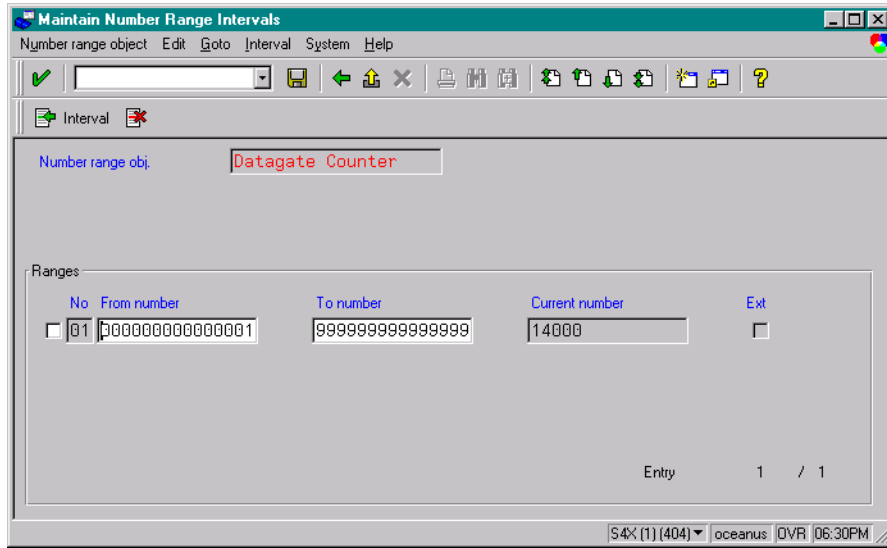 Maintain Number Range Intervals
Number range object Edit Goto Interval System Help
Interval
Number range obj. Datagate Counter
Ranges
No From number To number Current number Ext
01 000000000000001 999999999999999 14000
Entry 1 / 1
S4X (1) (404) oceanus OVR 06:30PM